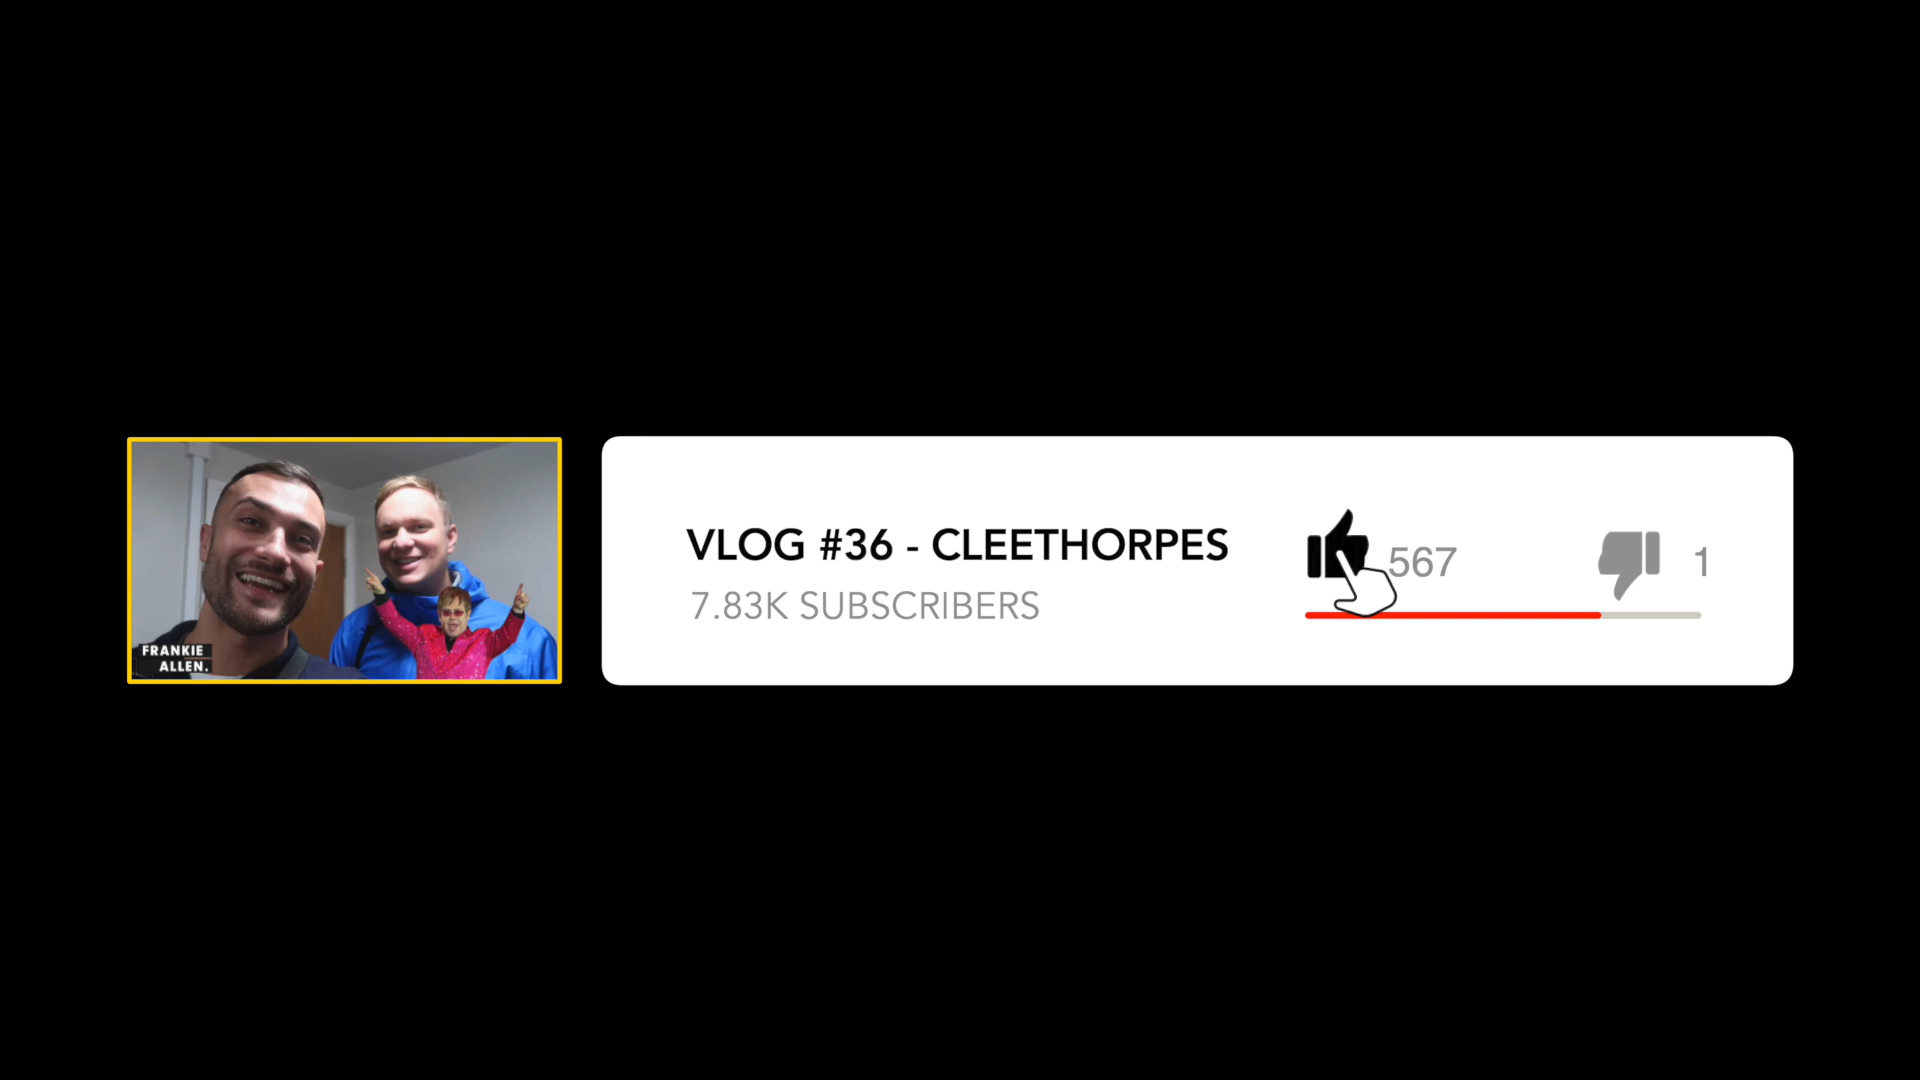 FRANKIE
ALLEN.
VLOG #36 - CLEETHORPES
7.83K SUBSCRIBERS
567
1